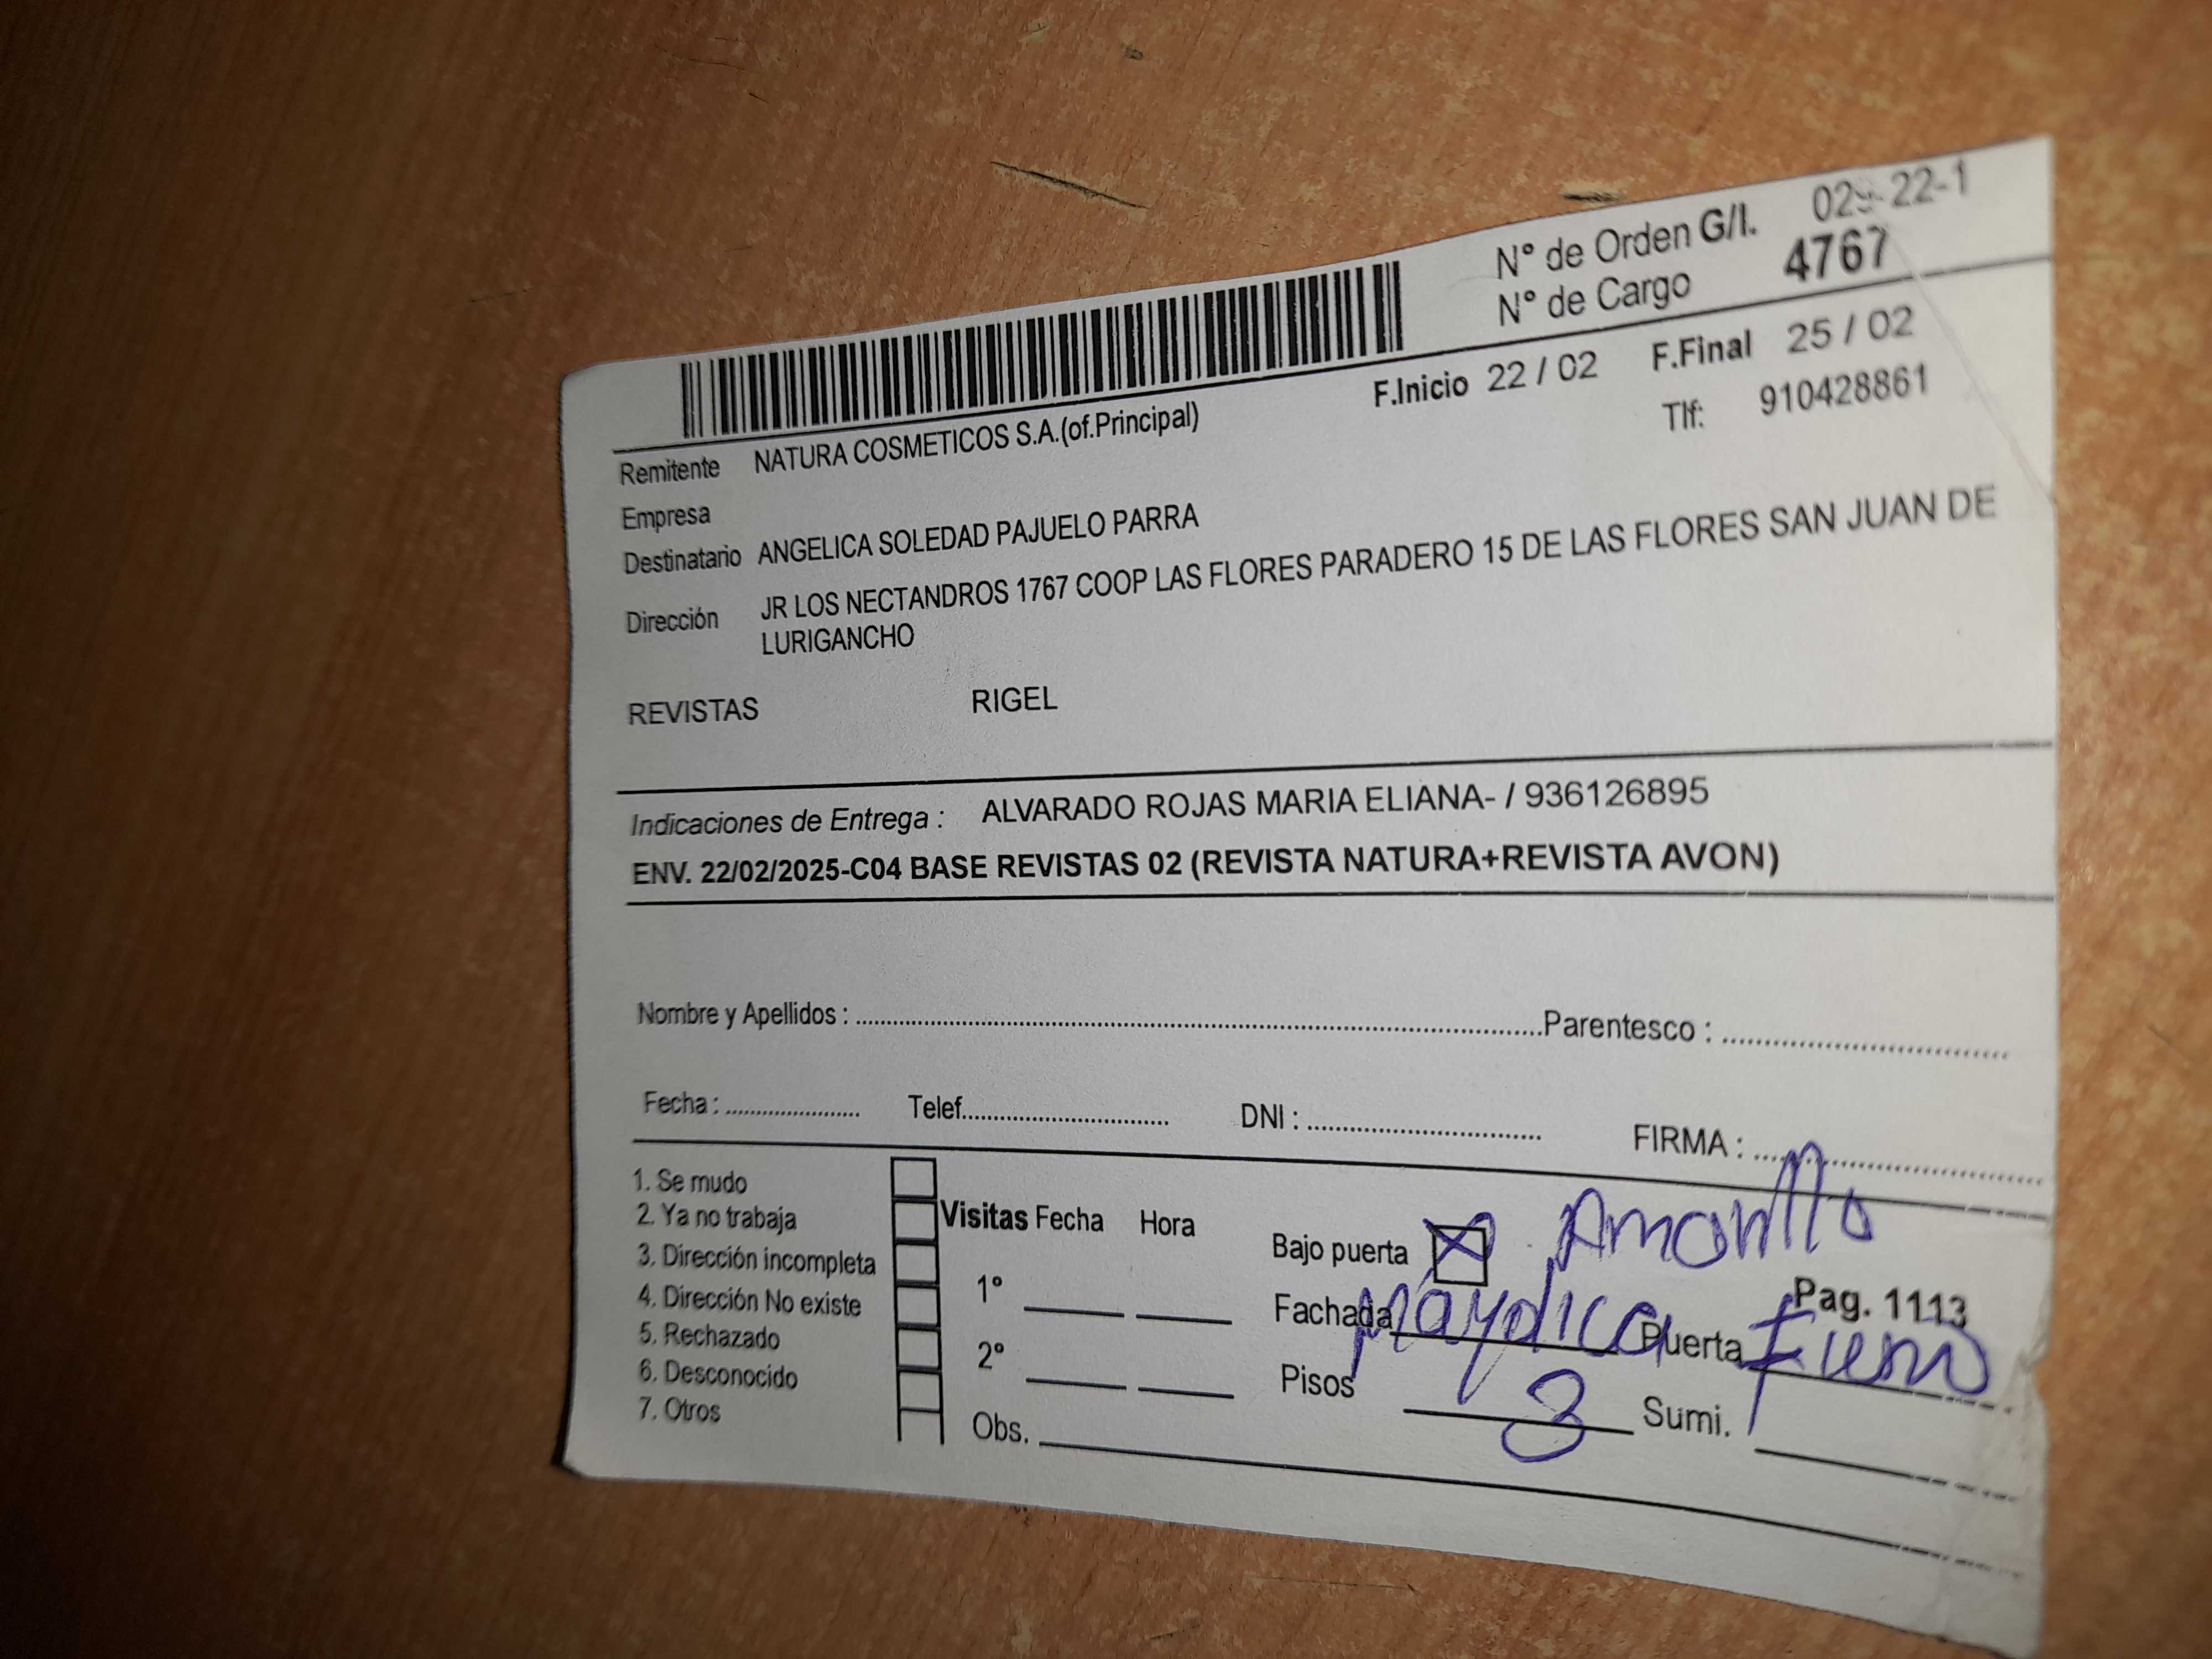 N° de Orden G/I. 22-1
N° de Cargo 4767
F.Inicio 22 / 02 F.Final 25 / 02
Remitente NATURA COSMETICOS S.A.(of.Principal) Tlf: 910428861
Empresa
Destinatario ANGELICA SOLEDAD PAJUELO PARRA
Dirección JR LOS NECTANDROS 1767 COOP LAS FLORES PARADERO 15 DE LAS FLORES SAN JUAN DE
LURIGANCHO
REVISTAS RIGEL
Indicaciones de Entrega : ALVARADO ROJAS MARIA ELIANA- / 936126895
ENV. 22/02/2025-C04 BASE REVISTAS 02 (REVISTA NATURA+REVISTA AVON)
Nombre y Apellidos : Parentesco :
Fecha : Telef. DNI : FIRMA :
1. Se mudo
2. Ya no trabaja
3. Dirección incompleta
4. Dirección No existe
5. Rechazado
6. Desconocido
7. Otros
Visitas Fecha Hora
1°
2°
Obs.
Bajo puerta X Amarillo
Pag. 1113
Fachada Puerta Fierro
Pisos 3 Sumi.